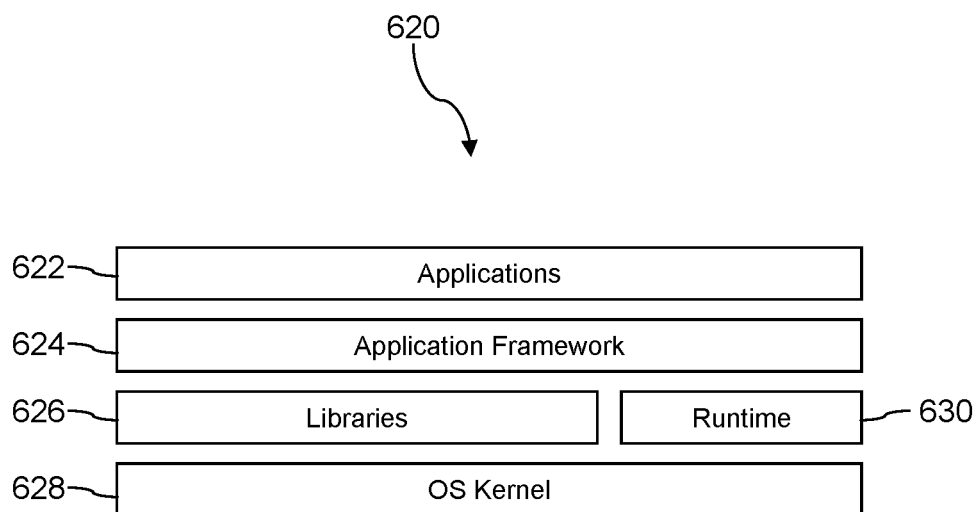 620
622 Applications
624 Application Framework
626 Libraries Runtime 630
628 OS Kernel